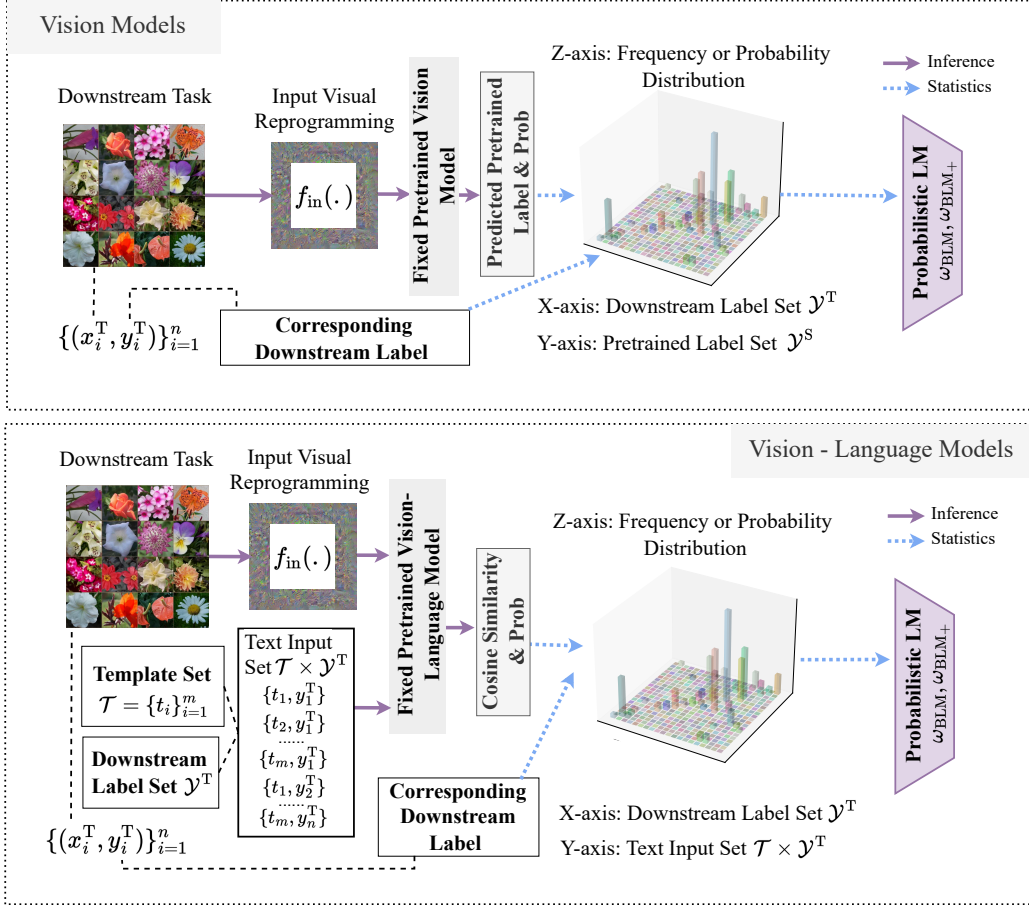 Vision Models
Downstream Task
Input Visual
Reprogramming
f_in(.)
Fixed Pretrained Vision
Model
Predicted Pretrained
Label & Prob
Z-axis: Frequency or Probability
Distribution
Inference
Statistics
Probabilistic LM
ω_BLM, ω_BLM+
X-axis: Downstream Label Set 𝒴^T
Y-axis: Pretrained Label Set 𝒴^S
{(x_i^T, y_i^T)}_{i=1}^n
Corresponding
Downstream Label
Vision - Language Models
Downstream Task
Input Visual
Reprogramming
f_in(.)
Fixed Pretrained Vision-
Language Model
Cosine Similarity
& Prob
Z-axis: Frequency or Probability
Distribution
Inference
Statistics
Probabilistic LM
ω_BLM, ω_BLM+
Template Set
𝒯 = {t_i}_{i=1}^m
Downstream
Label Set 𝒴^T
Text Input
Set 𝒯 × 𝒴^T
{t_1, y_1^T}
{t_2, y_1^T}
......
{t_m, y_1^T}
{t_1, y_2^T}
......
{t_m, y_n^T}
{(x_i^T, y_i^T)}_{i=1}^n
Corresponding
Downstream
Label
X-axis: Downstream Label Set 𝒴^T
Y-axis: Text Input Set 𝒯 × 𝒴^T